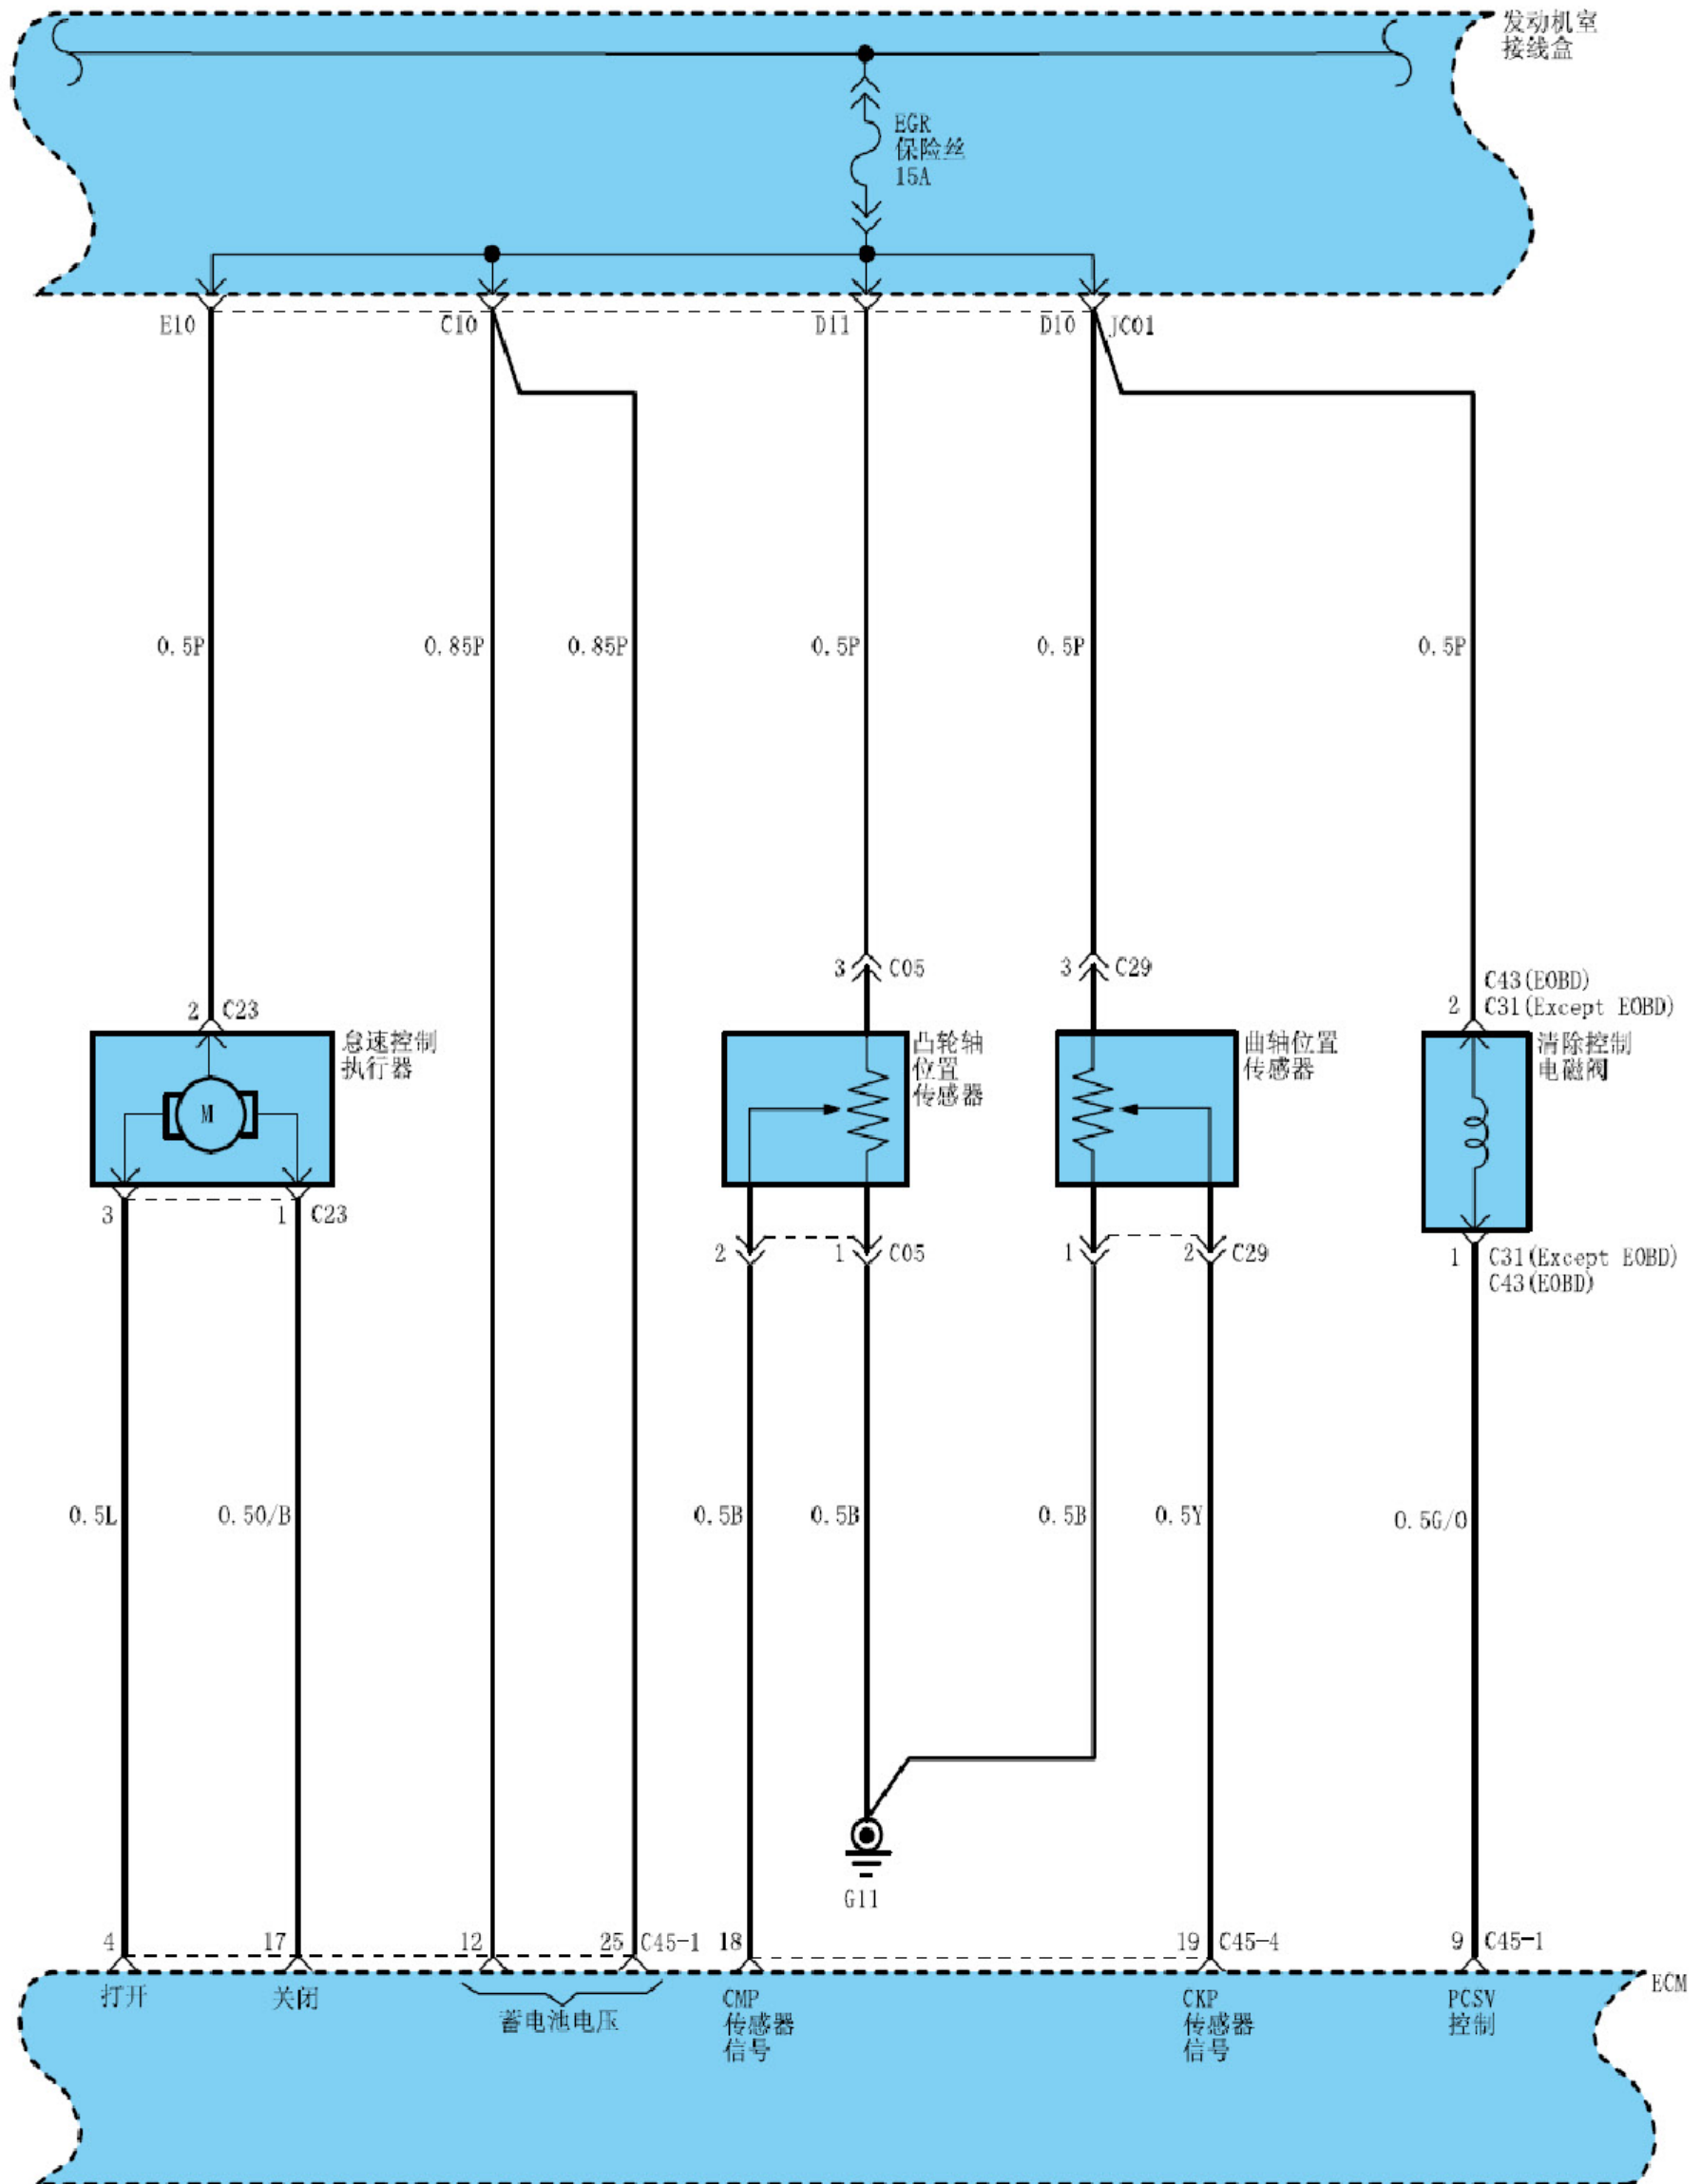 发动机室
接线盒
EGR
保险丝
15A
E10
C10
D11
D10
JC01
0.5P
0.85P
0.85P
0.5P
0.5P
0.5P
3
C05
3
C29
C43(EOBD)
2
C31(Except EOBD)
2
C23
怠速控制
执行器
凸轮轴
位置
传感器
曲轴位置
传感器
清除控制
电磁阀
M
3
1
C23
2
1
C05
1
2
C29
1
C31(Except EOBD)
C43(EOBD)
0.5L
0.5O/B
0.5B
0.5B
0.5B
0.5Y
0.5G/O
G11
4
17
12
25
C45-1
18
19
C45-4
9
C45-1
ECM
打开
关闭
蓄电池电压
CMP
传感器
信号
CKP
传感器
信号
PCSV
控制